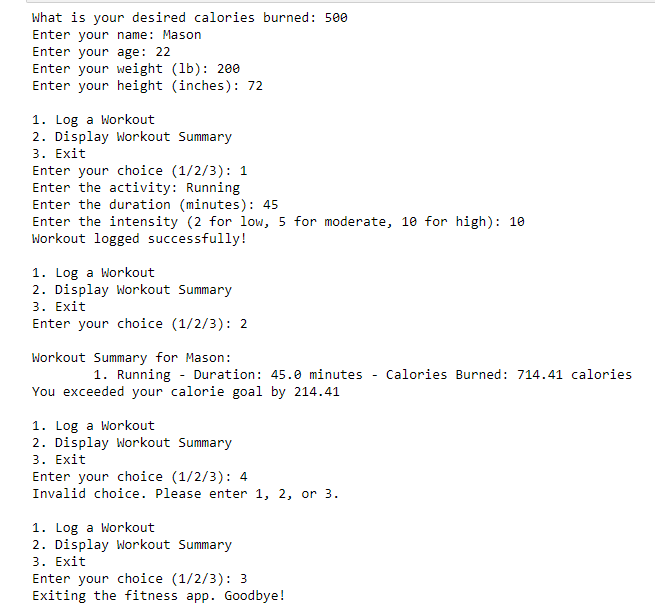 What is your desired calories burned: 500
Enter your name: Mason
Enter your age: 22
Enter your weight (lb): 200
Enter your height (inches): 72
1. Log a Workout
2. Display Workout Summary
3. Exit
Enter your choice (1/2/3): 1
Enter the activity: Running
Enter the duration (minutes): 45
Enter the intensity (2 for low, 5 for moderate, 10 for high): 10
Workout logged successfully!
1. Log a Workout
2. Display Workout Summary
3. Exit
Enter your choice (1/2/3): 2
Workout Summary for Mason:
1. Running - Duration: 45.0 minutes - Calories Burned: 714.41 calories
You exceeded your calorie goal by 214.41
1. Log a Workout
2. Display Workout Summary
3. Exit
Enter your choice (1/2/3): 4
Invalid choice. Please enter 1, 2, or 3.
1. Log a Workout
2. Display Workout Summary
3. Exit
Enter your choice (1/2/3): 3
Exiting the fitness app. Goodbye!